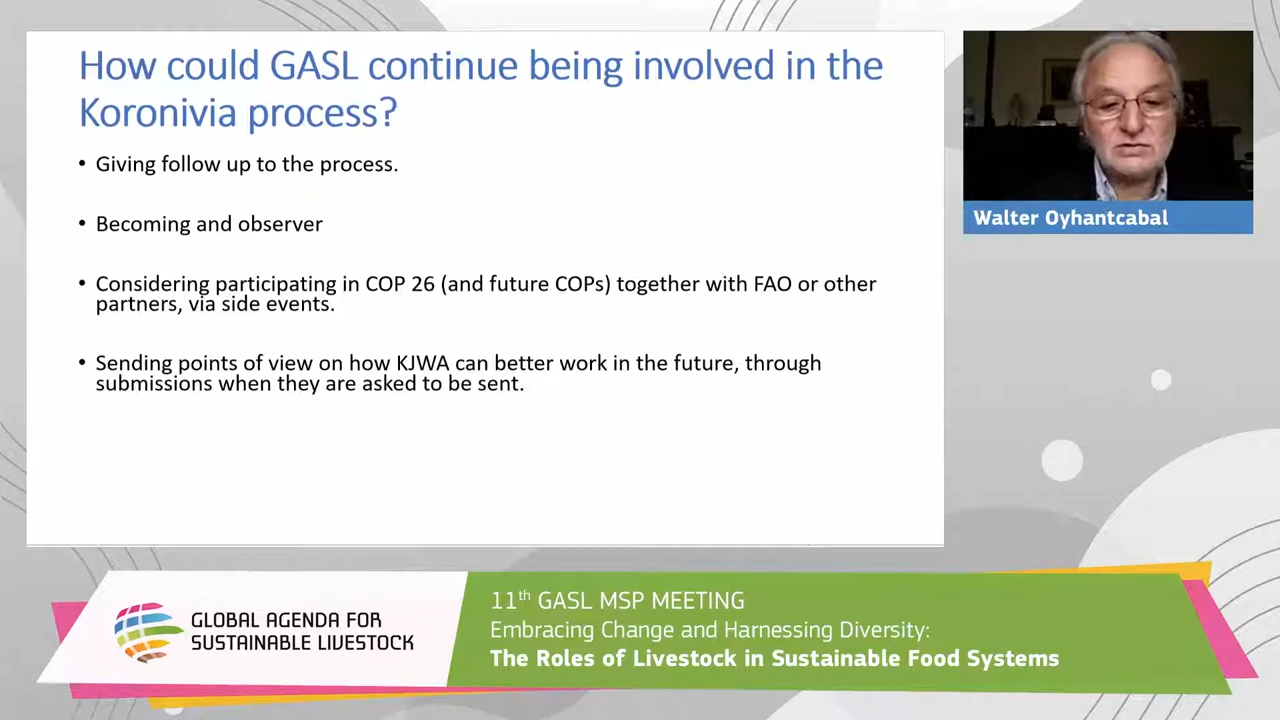 How could GASL continue being involved in the
Koronivia process?
• Giving follow up to the process.
• Becoming and observer
• Considering participating in COP 26 (and future COPs) together with FAO or other
partners, via side events.
• Sending points of view on how KJWA can better work in the future, through
submissions when they are asked to be sent.
Walter Oyhantcabal
GLOBAL AGENDA FOR
SUSTAINABLE LIVESTOCK
11th GASL MSP MEETING
Embracing Change and Harnessing Diversity:
The Roles of Livestock in Sustainable Food Systems